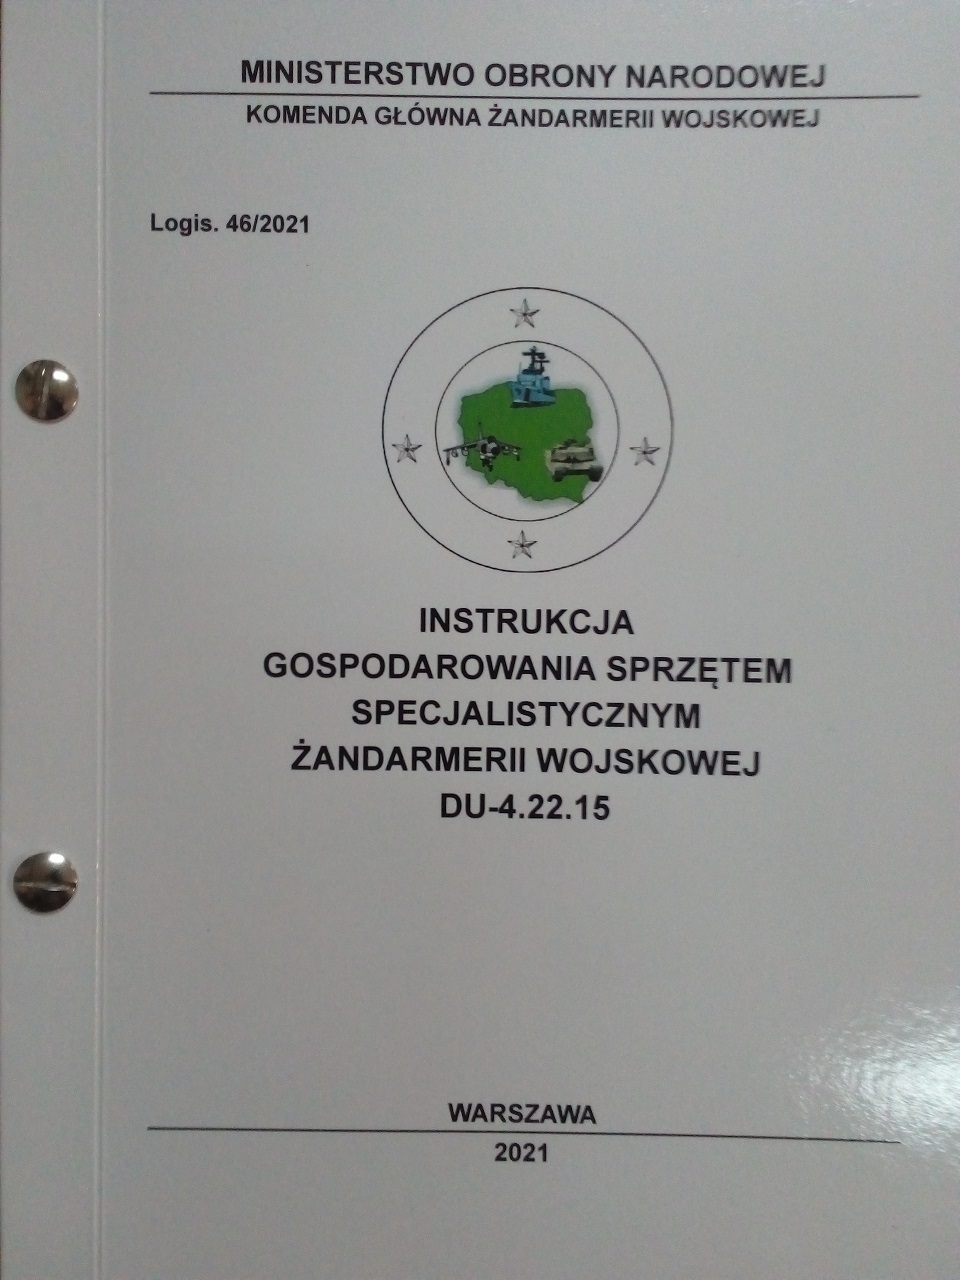 MINISTERSTWO OBRONY NARODOWEJ
KOMENDA GŁÓWNA ŻANDARMERII WOJSKOWEJ
Logis. 46/2021
INSTRUKCJA
GOSPODAROWANIA SPRZĘTEM
SPECJALISTYCZNYM
ŻANDARMERII WOJSKOWEJ
DU-4.22.15
WARSZAWA
2021